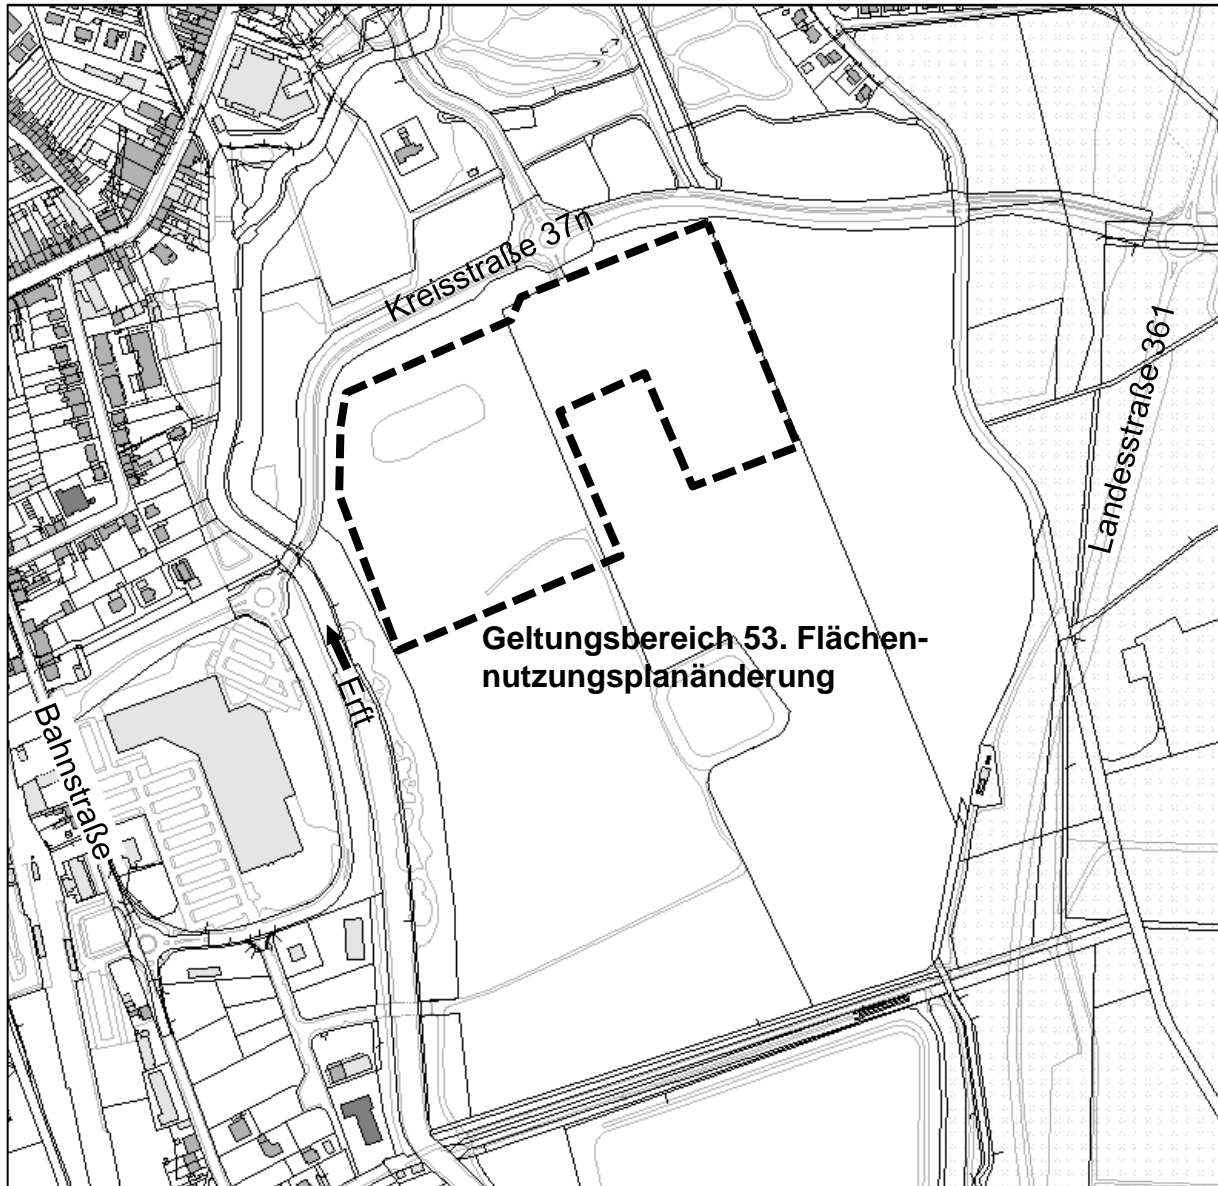 Kreisstraße 37n
Landesstraße 361
Geltungsbereich 53. Flächen-
nutzungsplanänderung
Erft
Bahnstraße